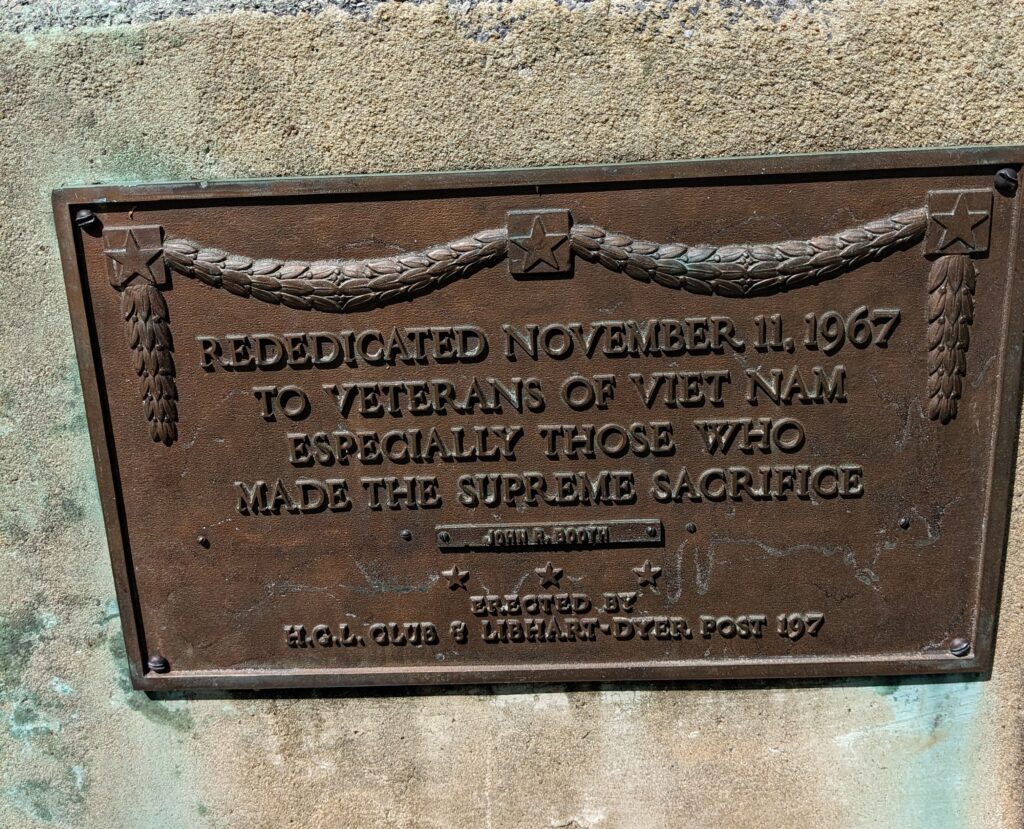 REDEDICATED NOVEMBER 11, 1967
TO VETERANS OF VIET NAM
ESPECIALLY THOSE WHO
MADE THE SUPREME SACRIFICE
JOHN R. BOOTH
ERECTED BY
H.G.L. CLUB & LIBHART-DYER POST 197